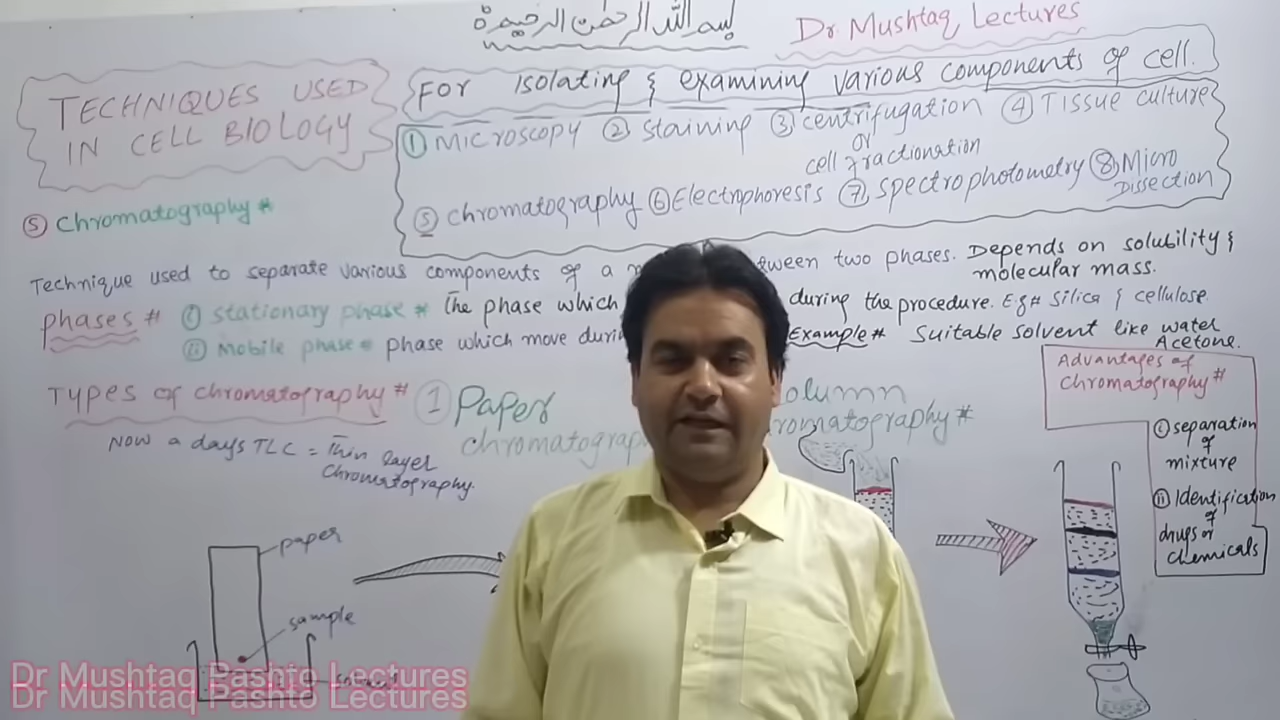 بسم الله الرحمن الرحيم
Dr. Mushtaq Lectures
TECHNIQUES USED
IN CELL BIOLOGY
For isolating & examining various components of cell.
① Microscopy ② staining ③ centrifugation ④ Tissue culture
or
cell fractionation
⑤ chromatography ⑥ Electrophoresis ⑦ spectrophotometry ⑧ Micro
Dissection
⑤ Chromatography #
Technique used to separate various components of a between two phases. Depends on solubility &
molecular mass.
phases # ① stationary phase # The phase which during the procedure. E.g # Silica & cellulose.
ⅱ mobile phase = phase which move Example # Suitable solvent like water
Acetone.
Types of chromatography # ① Paper
chromatography #
Now a days TLC = Thin layer
Chromatography.
Advantages of
chromatography #
ⅰ separation
of
mixture
ⅱ Identification
of
drugs or
chemicals
paper
sample
Dr Mushtaq Pashto Lectures
Dr Mushtaq Pashto Lectures